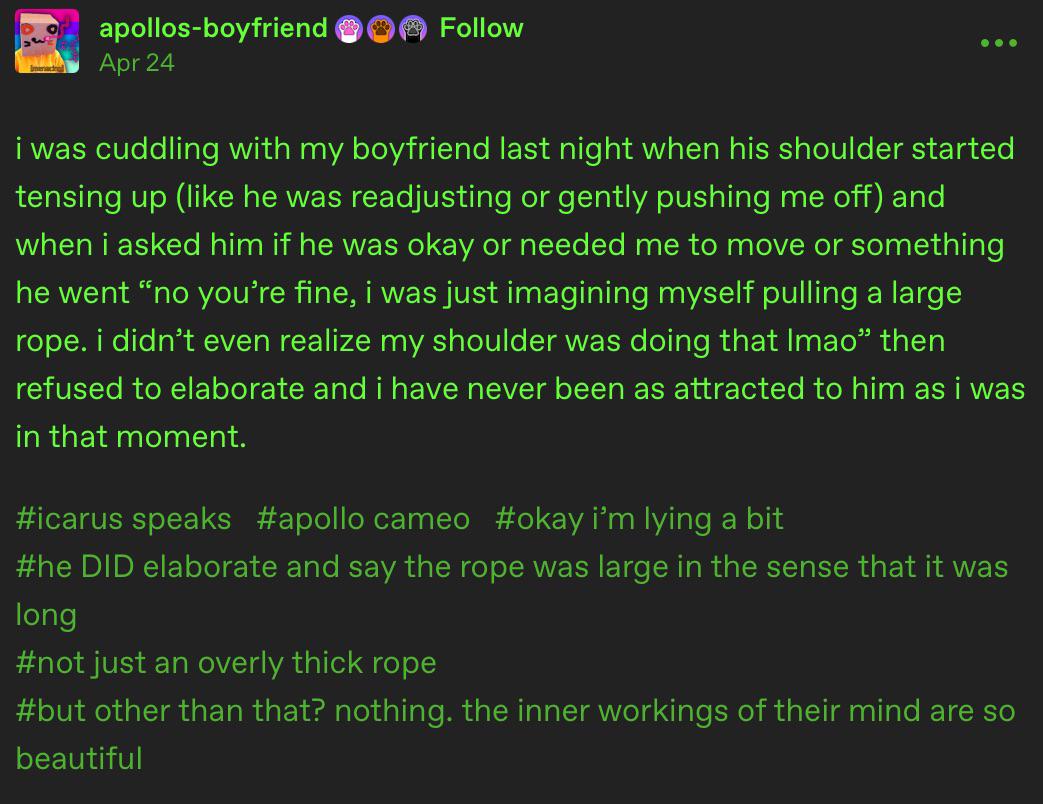 apollos-boyfriend Follow
Apr 24
i was cuddling with my boyfriend last night when his shoulder started
tensing up (like he was readjusting or gently pushing me off) and
when i asked him if he was okay or needed me to move or something
he went “no you’re fine, i was just imagining myself pulling a large
rope. i didn’t even realize my shoulder was doing that lmao” then
refused to elaborate and i have never been as attracted to him as i was
in that moment.
#icarus speaks #apollo cameo #okay i’m lying a bit
#he DID elaborate and say the rope was large in the sense that it was
long
#not just an overly thick rope
#but other than that? nothing. the inner workings of their mind are so
beautiful